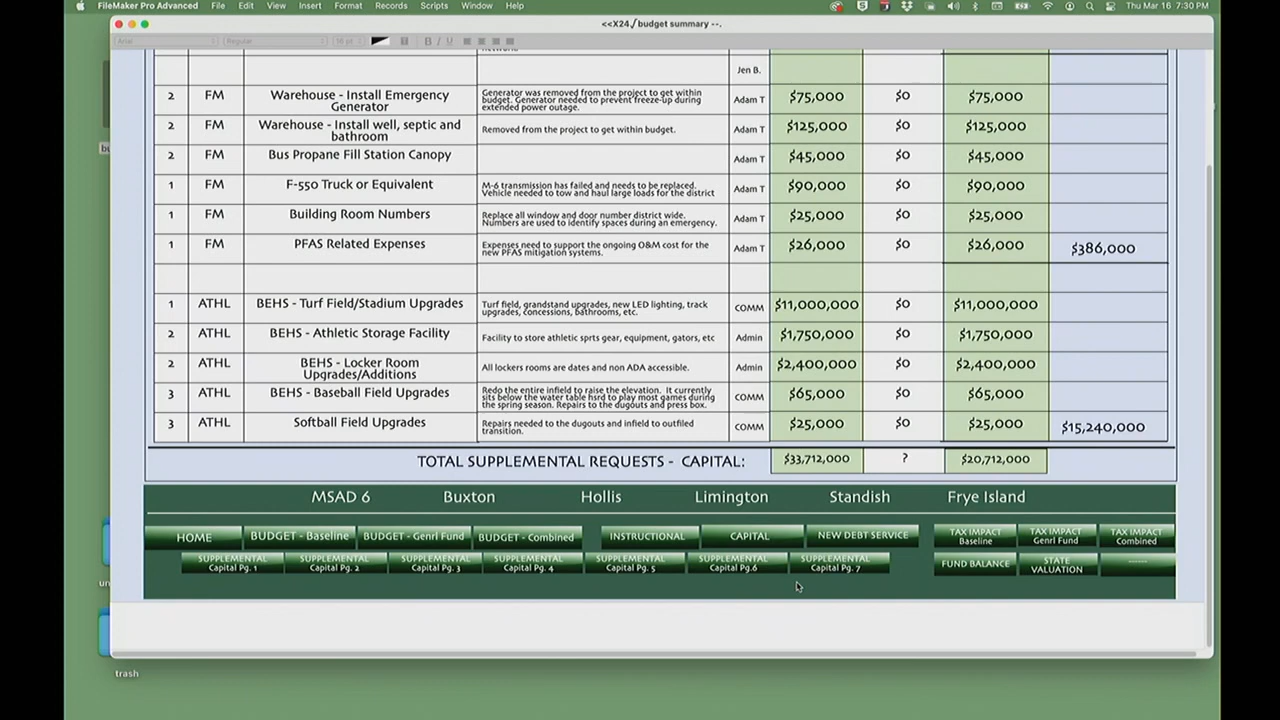 FileMaker Pro Advanced File Edit View Insert Format Records Scripts Window Help Thu Mar 16 7:30 PM
<<X24./budget summary --.
Arial Regular B I U
Jen B.
2 FM Warehouse - Install Emergency Generator Generator was removed from the project to get within budget. Generator needed to prevent freeze-up during extended power outage. Adam T $75,000 $0 $75,000
2 FM Warehouse - Install well, septic and bathroom Removed from the project to get within budget. Adam T $125,000 $0 $125,000
2 FM Bus Propane Fill Station Canopy Adam T $45,000 $0 $45,000
1 FM F-550 Truck or Equivalent M-6 transmission has failed and needs to be replaced. Vehicle needed to tow and haul large loads for the district Adam T $90,000 $0 $90,000
1 FM Building Room Numbers Replace all window and door number district wide. Numbers are used to identify spaces during an emergency. Adam T $25,000 $0 $25,000
1 FM PFAS Related Expenses Expenses need to support the ongoing O&M cost for the new PFAS mitigation systems. Adam T $26,000 $0 $26,000 $386,000
1 ATHL BEHS - Turf Field/Stadium Upgrades Turf field, grandstand upgrades, new LED lighting, track upgrades, concessions, bathrooms, etc. COMM $11,000,000 $0 $11,000,000
2 ATHL BEHS - Athletic Storage Facility Facility to store athletic sprts gear, equipment, gators, etc Admin $1,750,000 $0 $1,750,000
2 ATHL BEHS - Locker Room Upgrades/Additions All lockers rooms are dates and non ADA accessible. Admin $2,400,000 $0 $2,400,000
3 ATHL BEHS - Baseball Field Upgrades Redo the entire infield to raise the elevation. It currently sits below the water table hsrd to play most games during the spring season. Repairs to the dugouts and press box. COMM $65,000 $0 $65,000
3 ATHL Softball Field Upgrades Repairs needed to the dugouts and infield to outfiled transition. COMM $25,000 $0 $25,000 $15,240,000
TOTAL SUPPLEMENTAL REQUESTS - CAPITAL: $33,712,000 ? $20,712,000
MSAD 6 Buxton Hollis Limington Standish Frye Island
HOME BUDGET - Baseline BUDGET - Genrl Fund BUDGET - Combined INSTRUCTIONAL CAPITAL NEW DEBT SERVICE TAX IMPACT Baseline TAX IMPACT Genrl Fund TAX IMPACT Combined
SUPPLEMENTAL Capital Pg. 1 SUPPLEMENTAL Capital Pg. 2 SUPPLEMENTAL Capital Pg. 3 SUPPLEMENTAL Capital Pg. 4 SUPPLEMENTAL Capital Pg. 5 SUPPLEMENTAL Capital Pg.6 SUPPLEMENTAL Capital Pg. 7 FUND BALANCE STATE VALUATION ------
trash